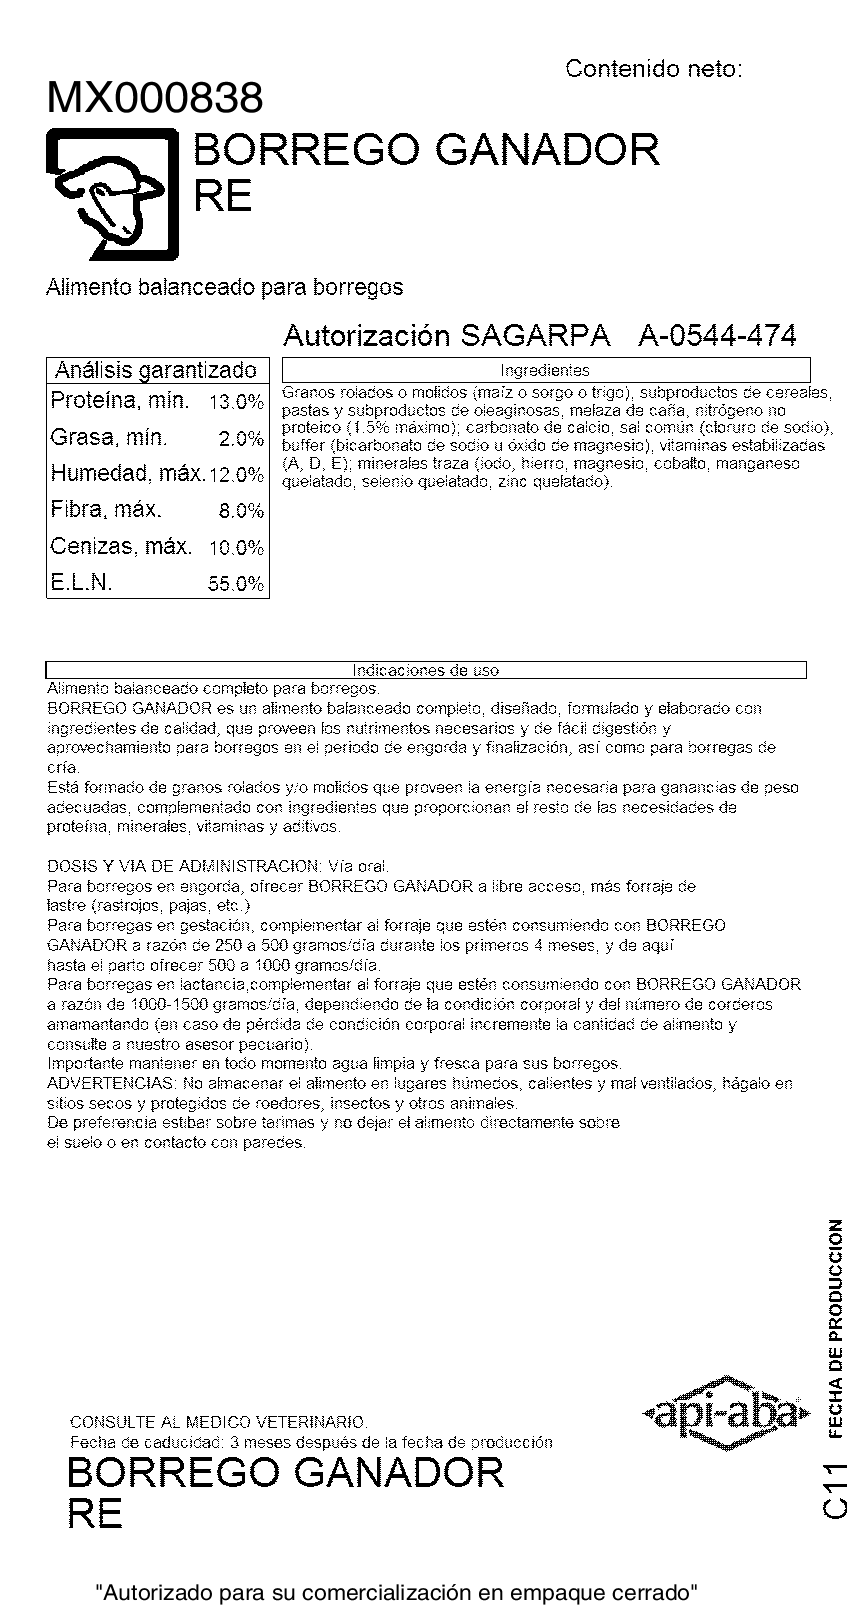 Contenido neto:
MX000838
BORREGO GANADOR
RE
Alimento balanceado para borregos
Autorización SAGARPA A-0544-474
Análisis garantizado
Proteína, mín. 13.0%
Grasa, mín. 2.0%
Humedad, máx. 12.0%
Fibra, máx. 8.0%
Cenizas, máx. 10.0%
E.L.N. 55.0%
Ingredientes
Granos rolados o molidos (maíz o sorgo o trigo), subproductos de cereales,
pastas y subproductos de oleaginosas, melaza de caña, nitrógeno no
proteico (1.5% máximo); carbonato de calcio, sal común (cloruro de sodio),
buffer (bicarbonato de sodio u óxido de magnesio), vitaminas estabilizadas
(A, D, E); minerales traza (iodo, hierro, magnesio, cobalto, manganeso
quelatado, selenio quelatado, zinc quelatado).
Indicaciones de uso
Alimento balanceado completo para borregos.
BORREGO GANADOR es un alimento balanceado completo, diseñado, formulado y elaborado con
ingredientes de calidad, que proveen los nutrimentos necesarios y de fácil digestión y
aprovechamiento para borregos en el periodo de engorda y finalización, así como para borregas de
cría.
Está formado de granos rolados y/o molidos que proveen la energía necesaria para ganancias de peso
adecuadas, complementado con ingredientes que proporcionan el resto de las necesidades de
proteína, minerales, vitaminas y aditivos.
DOSIS Y VIA DE ADMINISTRACION: Vía oral.
Para borregos en engorda, ofrecer BORREGO GANADOR a libre acceso, más forraje de
lastre (rastrojos, pajas, etc.)
Para borregas en gestación, complementar al forraje que estén consumiendo con BORREGO
GANADOR a razón de 250 a 500 gramos/día durante los primeros 4 meses, y de aquí
hasta el parto ofrecer 500 a 1000 gramos/día.
Para borregas en lactancia,complementar al forraje que estén consumiendo con BORREGO GANADOR
a razón de 1000-1500 gramos/día, dependiendo de la condición corporal y del número de corderos
amamantando (en caso de pérdida de condición corporal incremente la cantidad de alimento y
consulte a nuestro asesor pecuario).
Importante mantener en todo momento agua limpia y fresca para sus borregos.
ADVERTENCIAS: No almacenar el alimento en lugares húmedos, calientes y mal ventilados, hágalo en
sitios secos y protegidos de roedores, insectos y otros animales.
De preferencia estibar sobre tarimas y no dejar el alimento directamente sobre
el suelo o en contacto con paredes.
FECHA DE PRODUCCION
C11
api-aba
CONSULTE AL MEDICO VETERINARIO.
Fecha de caducidad: 3 meses después de la fecha de producción
BORREGO GANADOR
RE
"Autorizado para su comercialización en empaque cerrado"